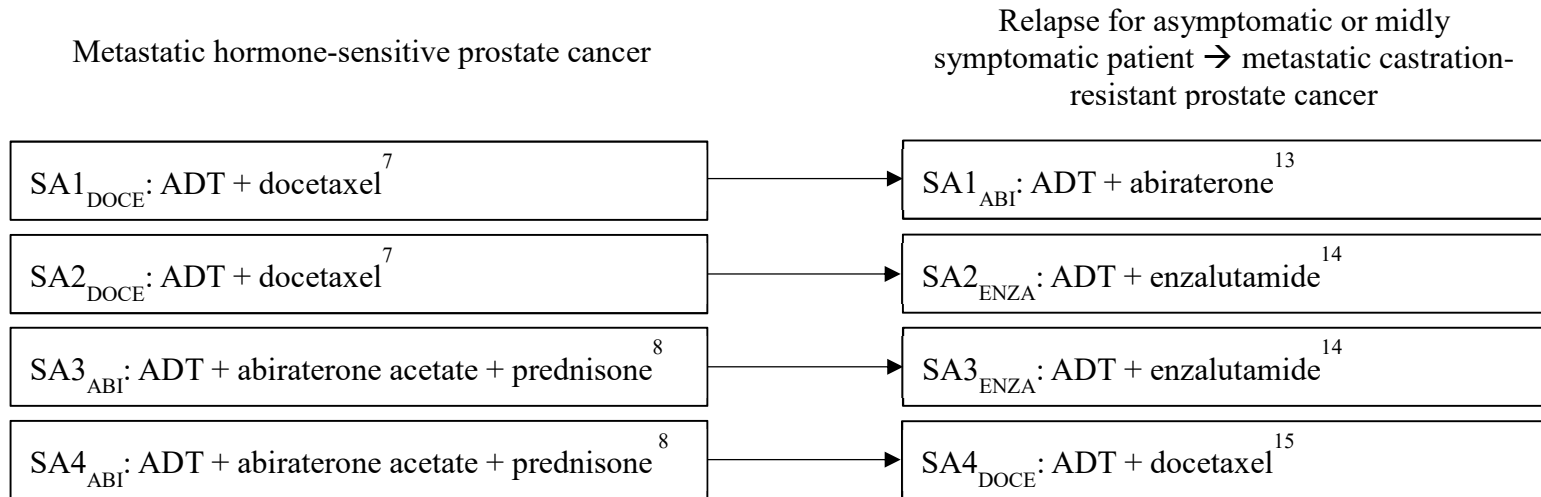 Metastatic hormone-sensitive prostate cancer
Relapse for asymptomatic or midly
symptomatic patient → metastatic castration-
resistant prostate cancer
SA1DOCE: ADT + docetaxel7
SA1ABI: ADT + abiraterone13
SA2DOCE: ADT + docetaxel7
SA2ENZA: ADT + enzalutamide14
SA3ABI: ADT + abiraterone acetate + prednisone8
SA3ENZA: ADT + enzalutamide14
SA4ABI: ADT + abiraterone acetate + prednisone8
SA4DOCE: ADT + docetaxel15